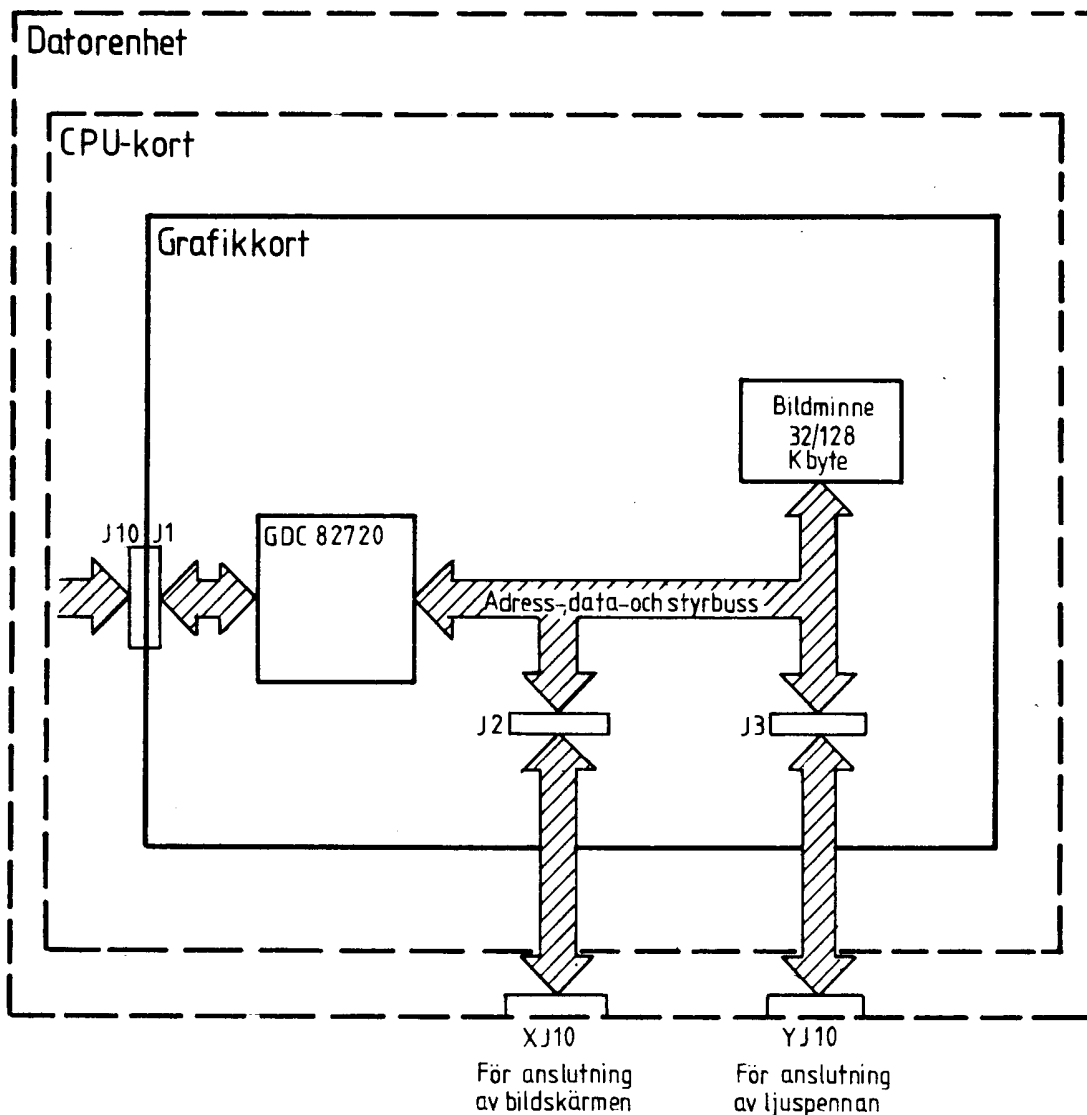 Datorenhet
CPU-kort
Grafikkort
Bildminne
32/128
Kbyte
J10 J1
GDC 82720
Adress-,data-och styrbuss
J2
J3
XJ10
För anslutning
av bildskärmen
YJ10
För anslutning
av ljuspennan